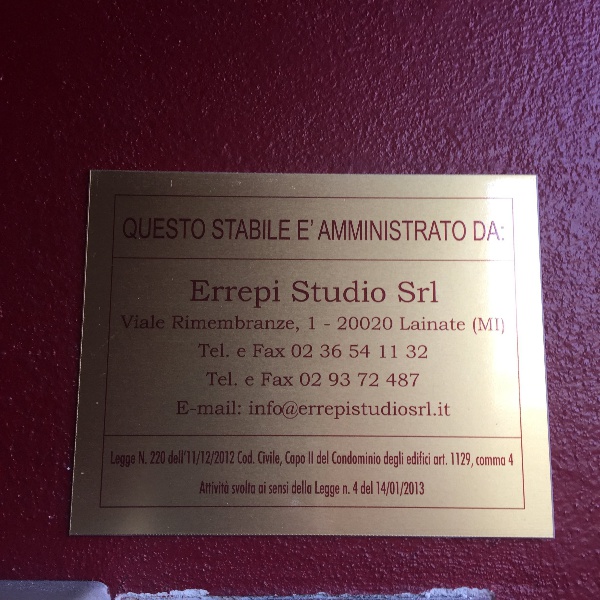 QUESTO STABILE E' AMMINISTRATO DA:
Errepi Studio Srl
Viale Rimembranze, 1 - 20020 Lainate (MI)
Tel. e Fax 02 36 54 11 32
Tel. e Fax 02 93 72 487
E-mail: info@errepistudiosrl.it
Legge N. 220 dell'11/12/2012 Cod. Civile, Capo II del Condominio degli edifici art. 1129, comma 4
Attività svolta ai sensi della Legge n. 4 del 14/01/2013